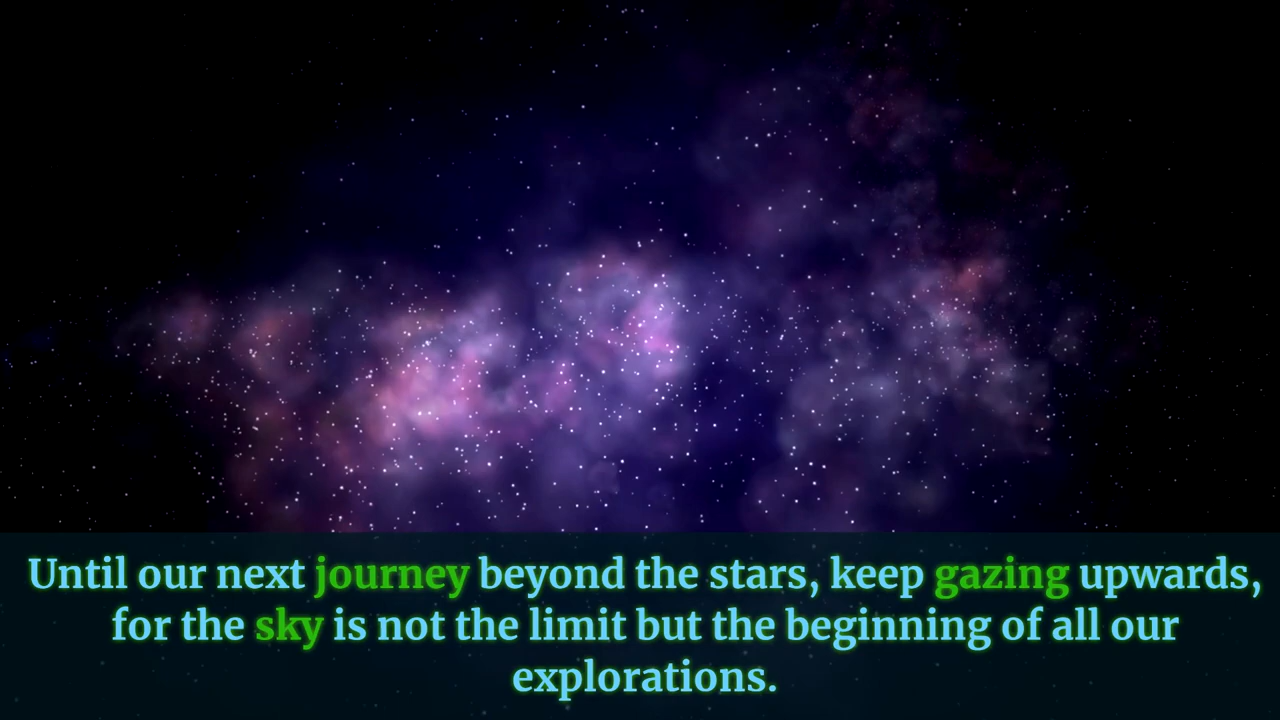 Until our next journey beyond the stars, keep gazing upwards,
for the sky is not the limit but the beginning of all our
explorations.